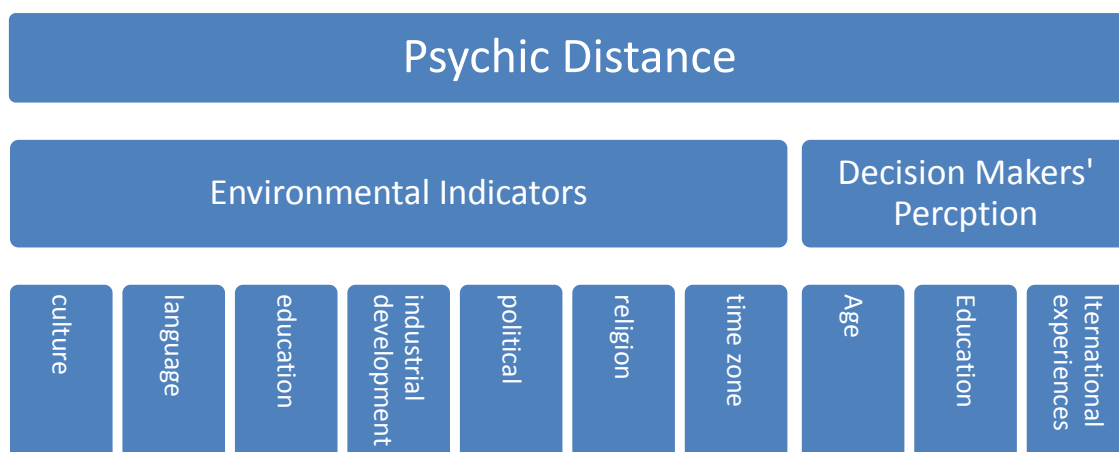 Psychic Distance
Environmental Indicators
Decision Makers'
Percption
culture
language
education
industrial
development
political
religion
time zone
Age
Education
Iternational
experiences